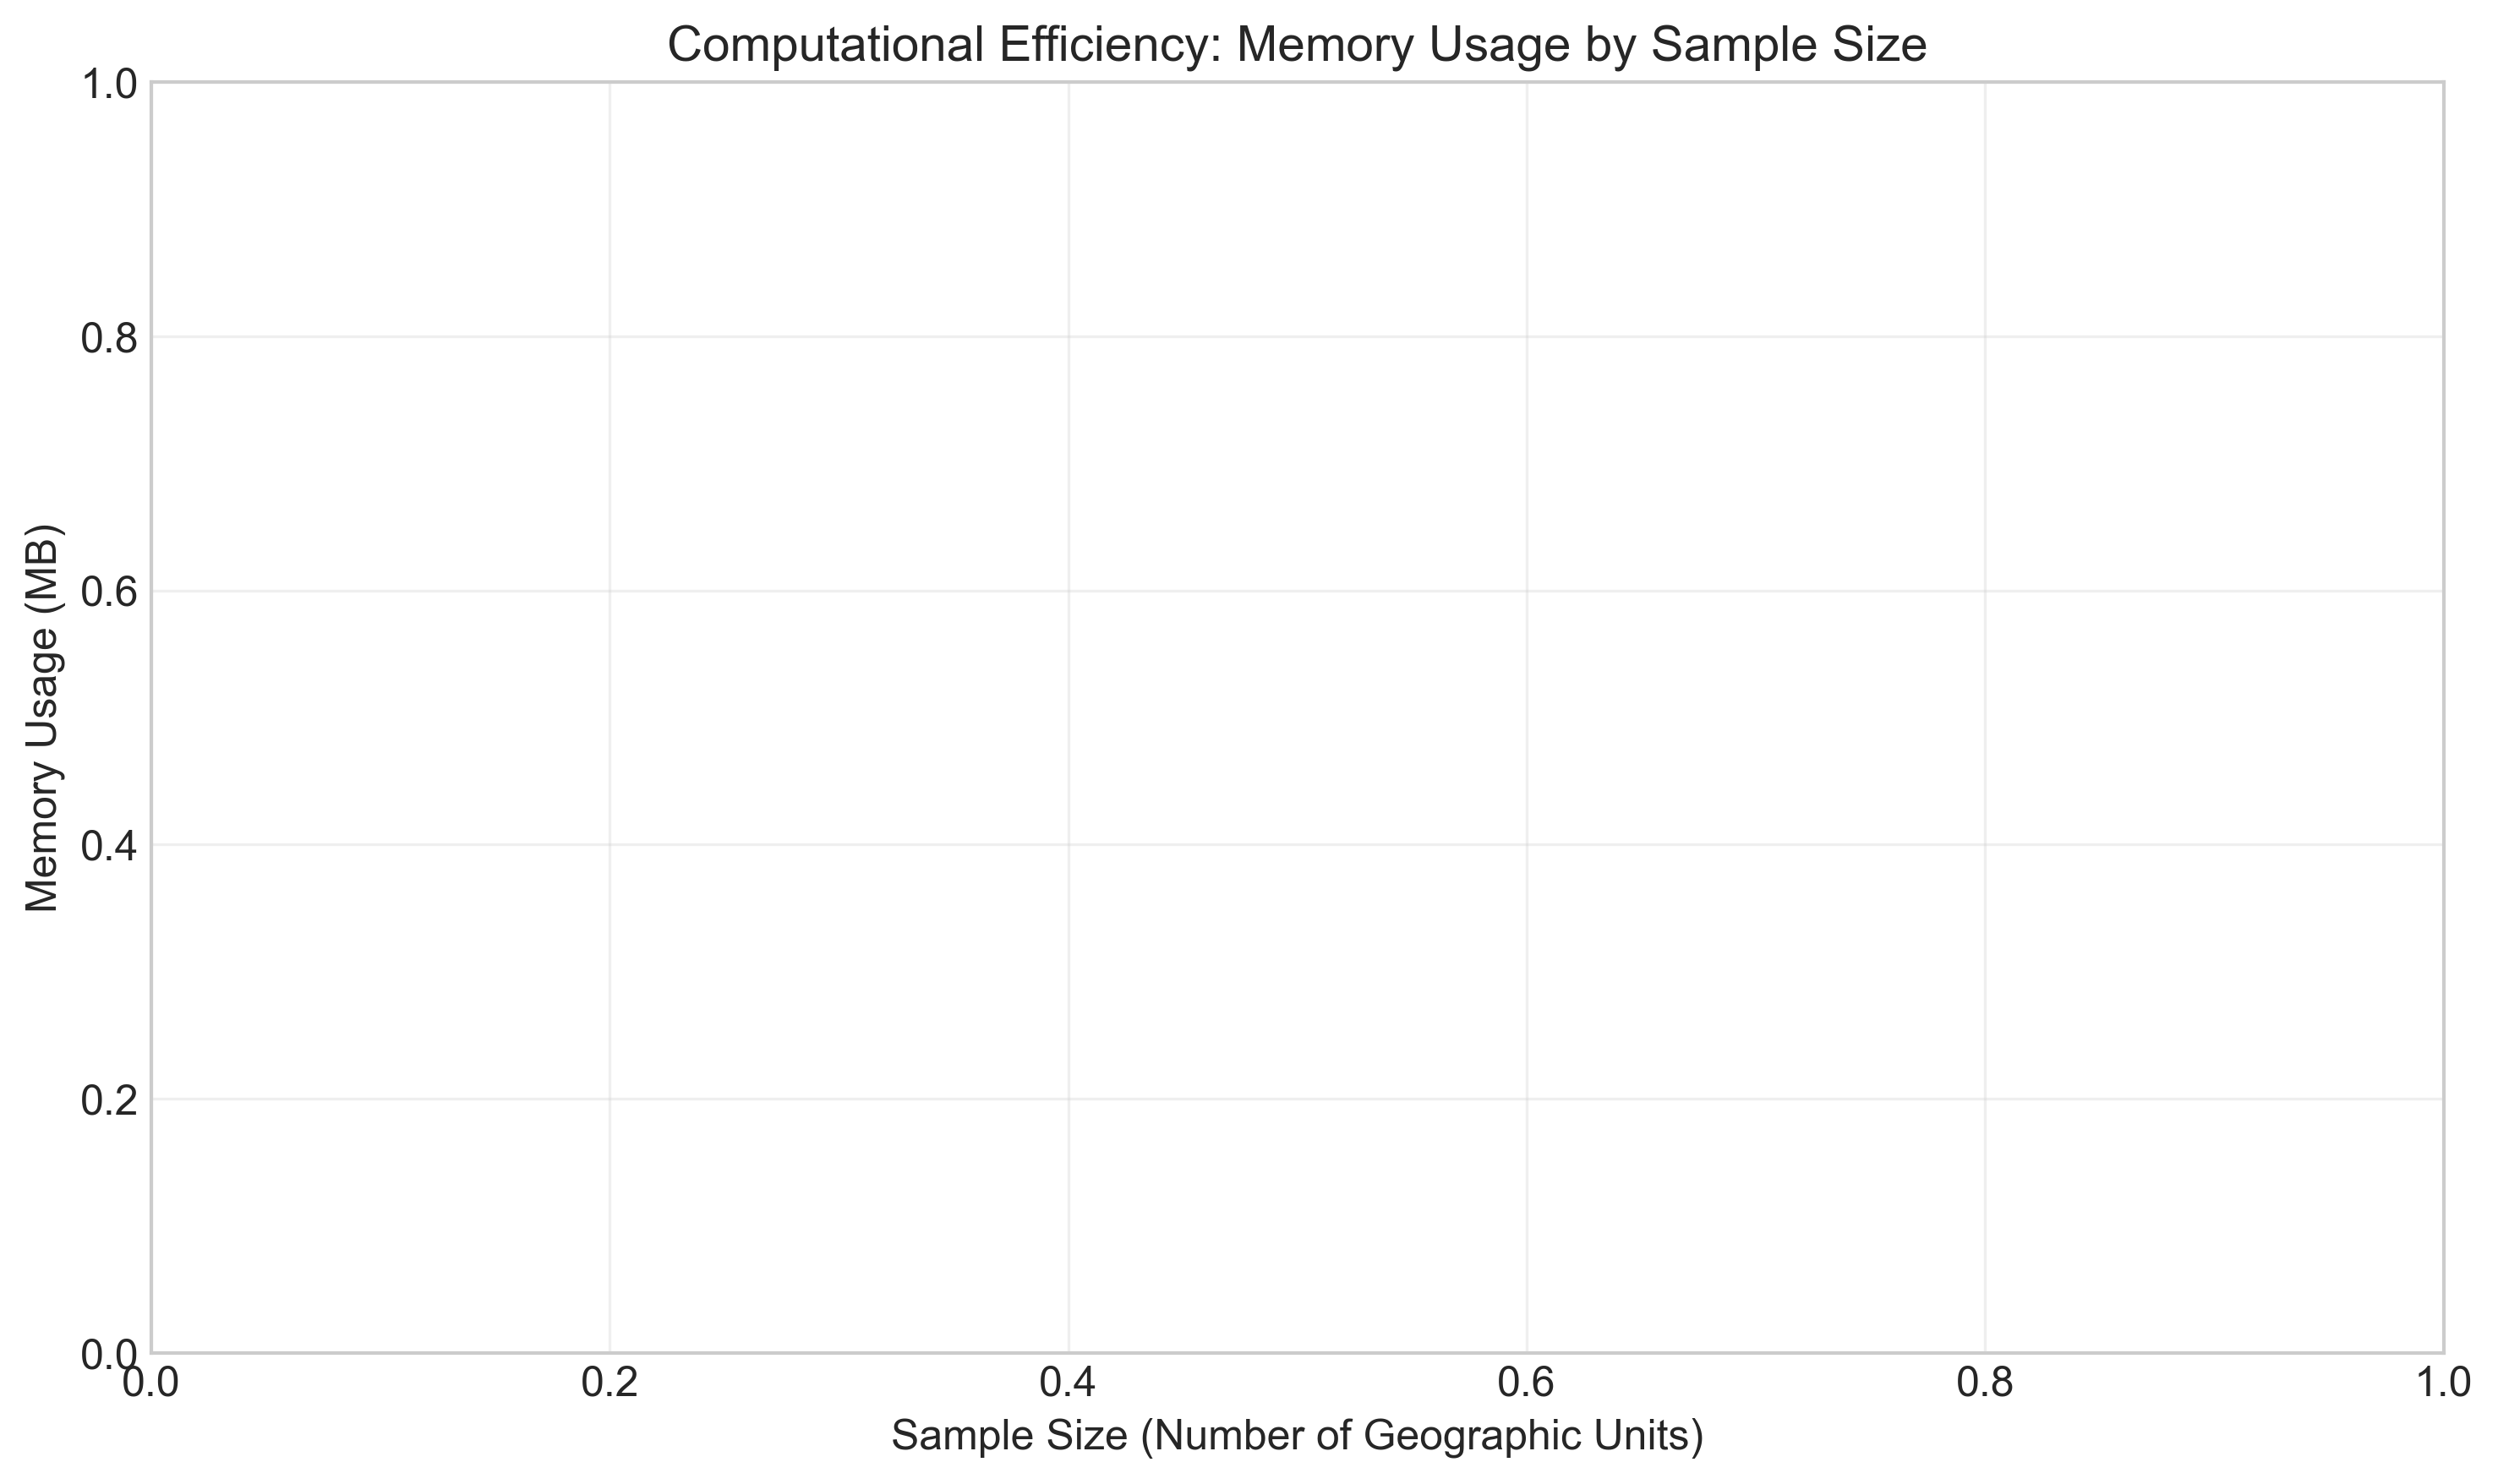 Computational Efficiency: Memory Usage by Sample Size
1.0
0.8
0.6
0.4
0.2
0.0
Memory Usage (MB)
0.0 0.2 0.4 0.6 0.8 1.0
Sample Size (Number of Geographic Units)